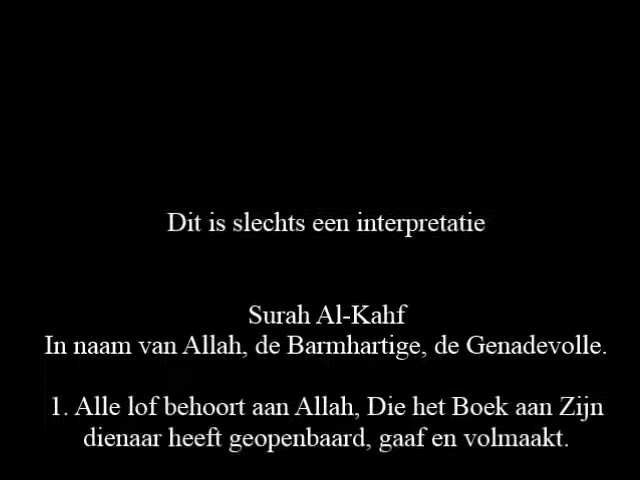 Dit is slechts een interpretatie
Surah Al-Kahf
In naam van Allah, de Barmhartige, de Genadevolle.
1. Alle lof behoort aan Allah, Die het Boek aan Zijn
dienaar heeft geopenbaard, gaaf en volmaakt.